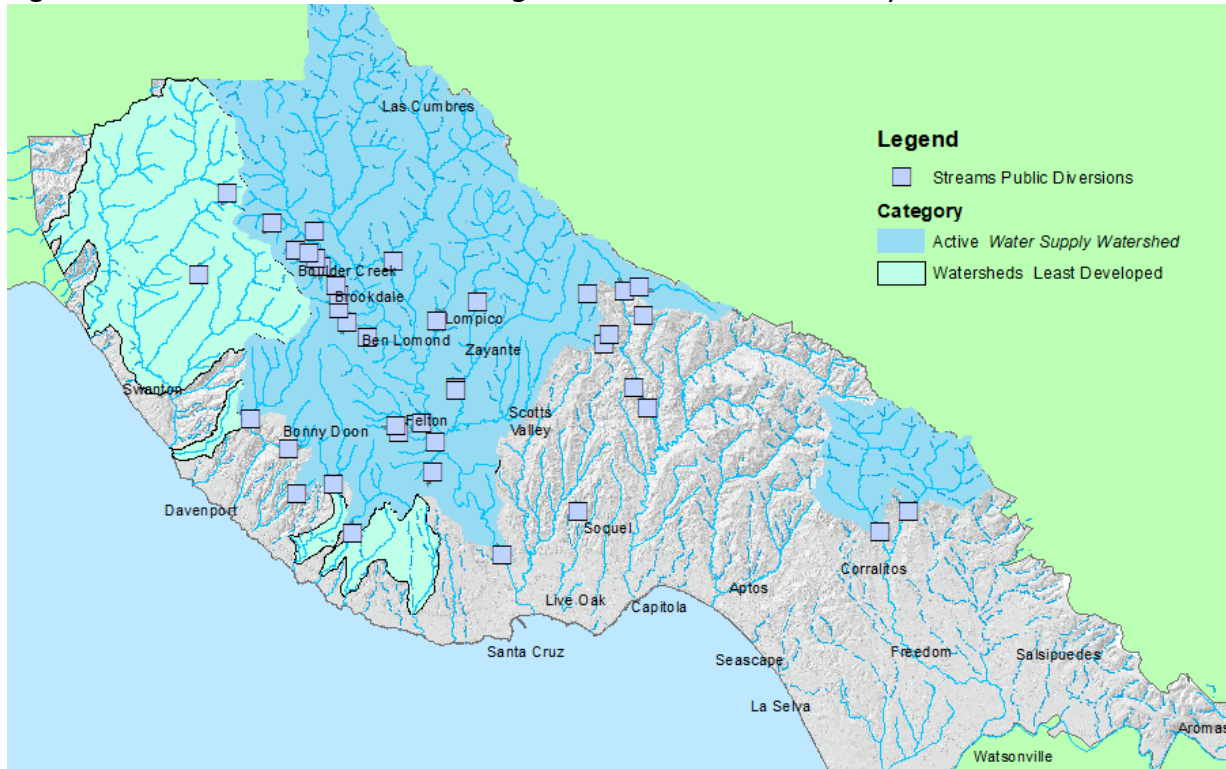 Las Cumbres
Legend
Streams Public Diversions
Category
Active Water Supply Watershed
Watersheds Least Developed
Boulder Creek
Brookdale
Lompico
Ben Lomond
Zayante
Swanton
Scotts
Valley
Felton
Bonny Doon
Davenport
Soquel
Corralitos
Aptos
Live Oak
Capitola
Santa Cruz
Freedom
Salsipuedes
Seascape
La Selva
Aromas
Watsonville